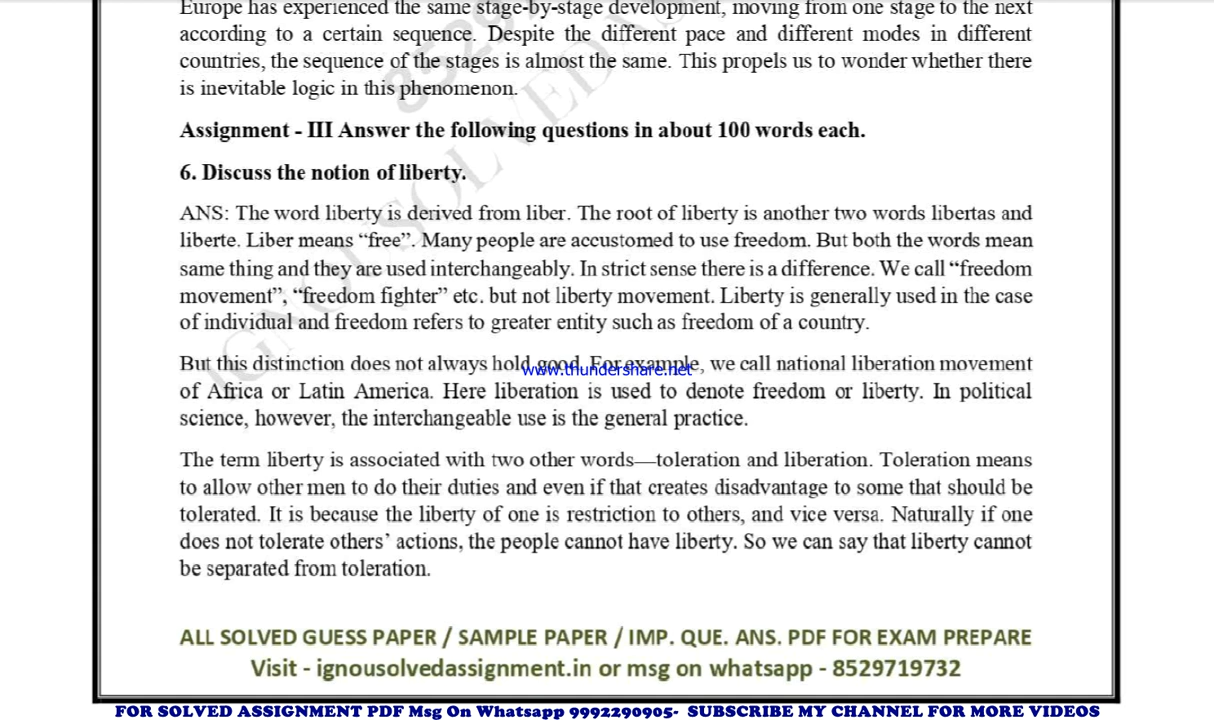 Europe has experienced the same stage-by-stage development, moving from one stage to the next
according to a certain sequence. Despite the different pace and different modes in different
countries, the sequence of the stages is almost the same. This propels us to wonder whether there
is inevitable logic in this phenomenon.
Assignment - III Answer the following questions in about 100 words each.
6. Discuss the notion of liberty.
ANS: The word liberty is derived from liber. The root of liberty is another two words libertas and
liberte. Liber means “free”. Many people are accustomed to use freedom. But both the words mean
same thing and they are used interchangeably. In strict sense there is a difference. We call “freedom
movement”, “freedom fighter” etc. but not liberty movement. Liberty is generally used in the case
of individual and freedom refers to greater entity such as freedom of a country.
But this distinction does not always hold good. For example, we call national liberation movement
www.thundershare.net
of Africa or Latin America. Here liberation is used to denote freedom or liberty. In political
science, however, the interchangeable use is the general practice.
The term liberty is associated with two other words—toleration and liberation. Toleration means
to allow other men to do their duties and even if that creates disadvantage to some that should be
tolerated. It is because the liberty of one is restriction to others, and vice versa. Naturally if one
does not tolerate others’ actions, the people cannot have liberty. So we can say that liberty cannot
be separated from toleration.
ALL SOLVED GUESS PAPER / SAMPLE PAPER / IMP. QUE. ANS. PDF FOR EXAM PREPARE
Visit - ignousolvedassignment.in or msg on whatsapp - 8529719732
FOR SOLVED ASSIGNMENT PDF Msg On Whatsapp 9992290905- SUBSCRIBE MY CHANNEL FOR MORE VIDEOS